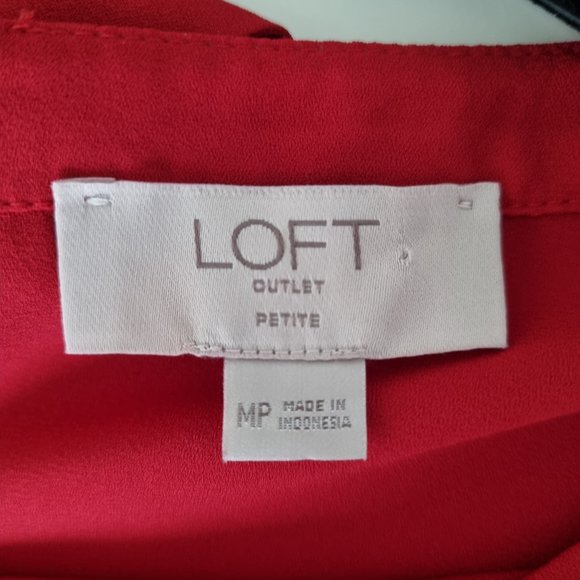 LOFT
OUTLET
PETITE
MP MADE IN
INDONESIA